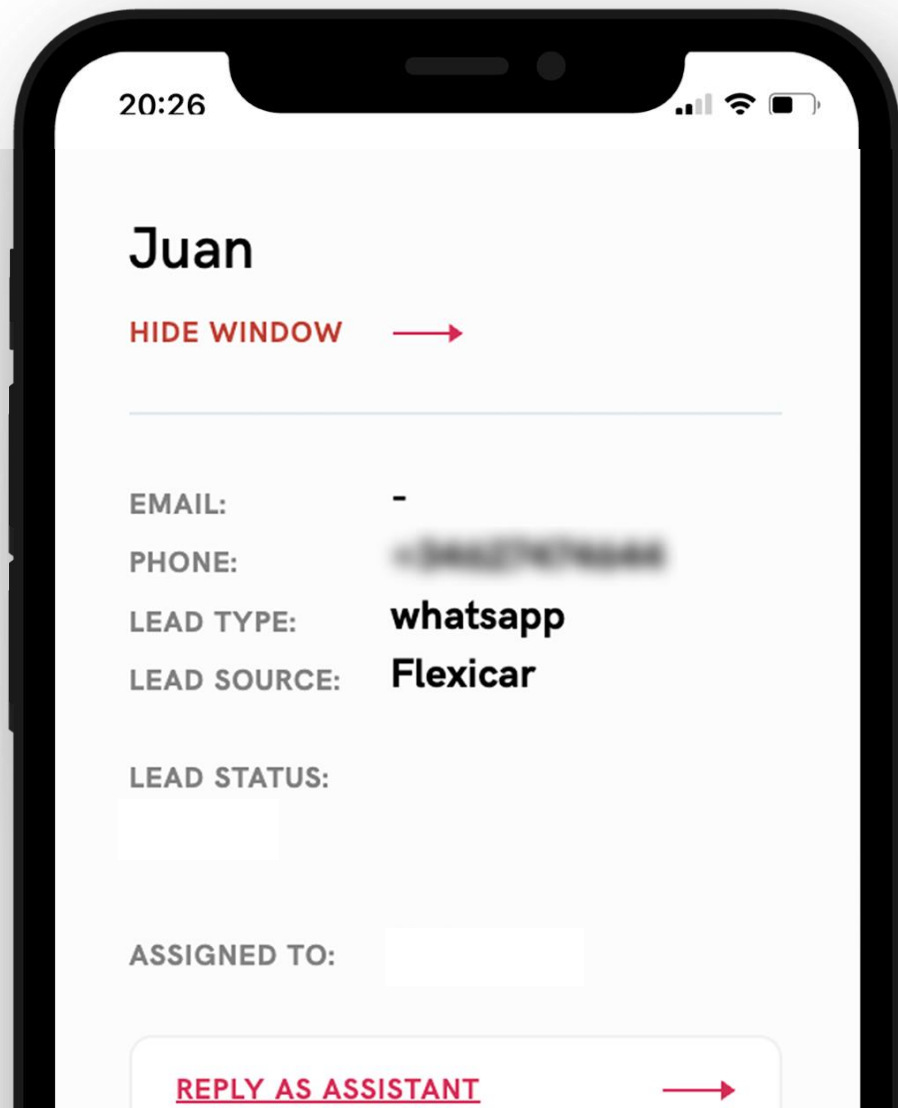 20:26
Juan
HIDE WINDOW
EMAIL: -
PHONE:
LEAD TYPE: whatsapp
LEAD SOURCE: Flexicar
LEAD STATUS:
ASSIGNED TO:
REPLY AS ASSISTANT